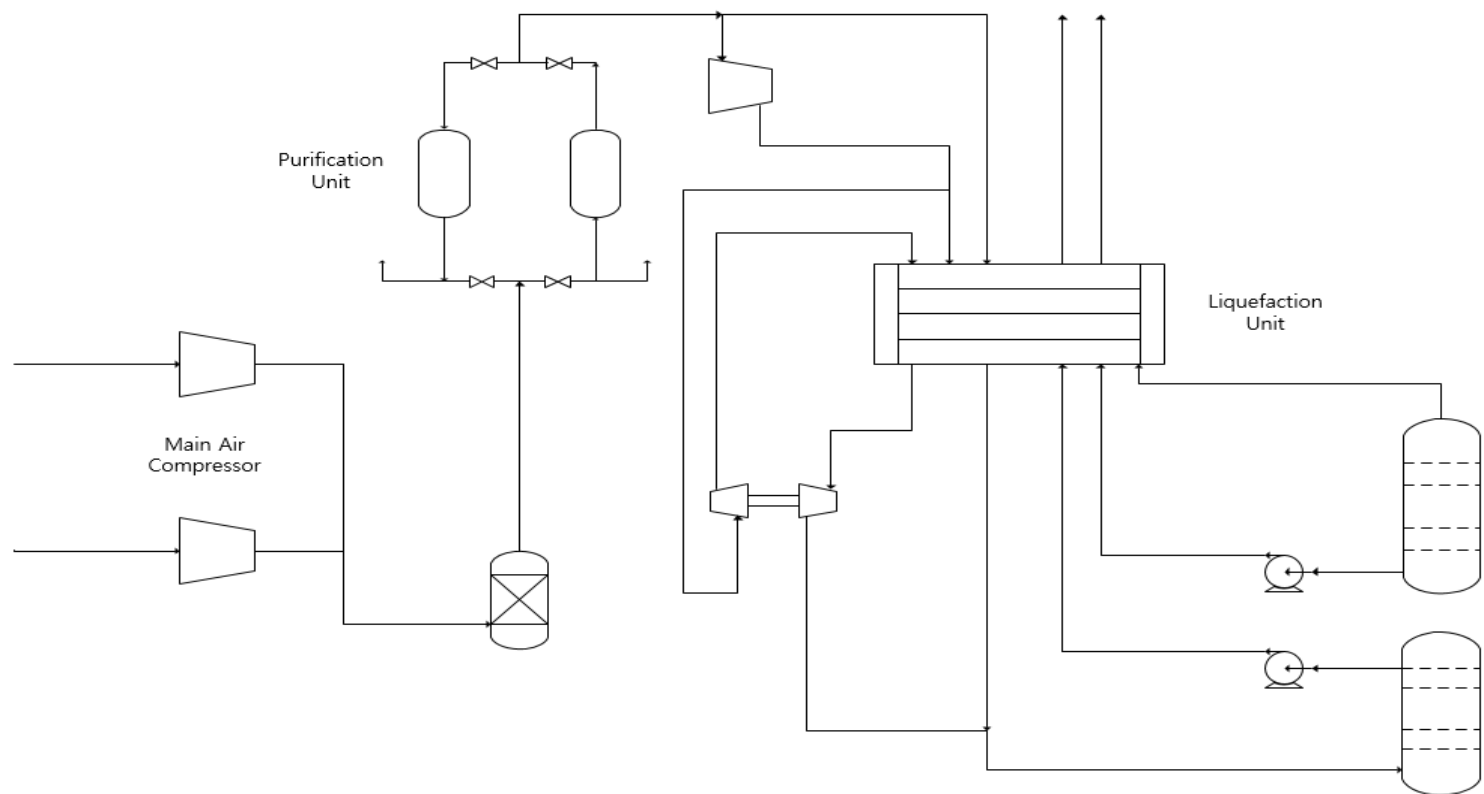 Purification
Unit
Liquefaction
Unit
Main Air
Compressor